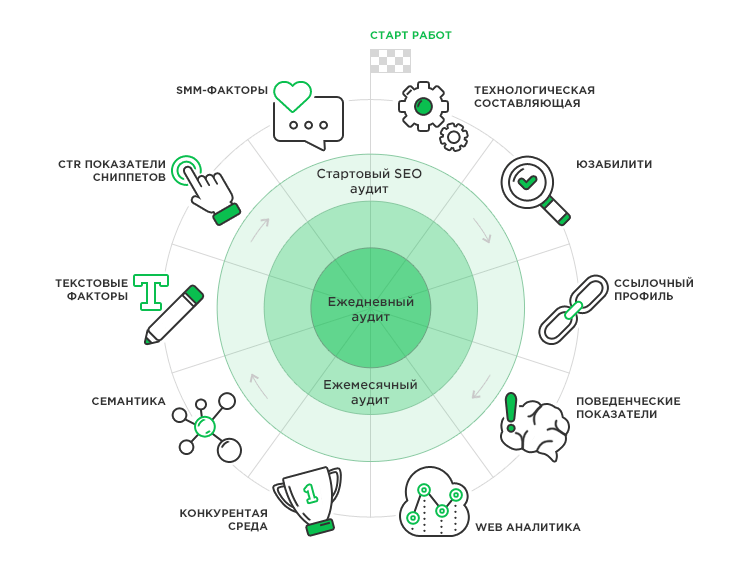 СТАРТ РАБОТ
SMM-ФАКТОРЫ
ТЕХНОЛОГИЧЕСКАЯ
СОСТАВЛЯЮЩАЯ
CTR ПОКАЗАТЕЛИ
СНИППЕТОВ
ЮЗАБИЛИТИ
Стартовый SEO
аудит
ТЕКСТОВЫЕ
ФАКТОРЫ
T
Ежедневный
аудит
ССЫЛОЧНЫЙ
ПРОФИЛЬ
Ежемесячный
аудит
СЕМАНТИКА
ПОВЕДЕНЧЕСКИЕ
ПОКАЗАТЕЛИ
КОНКУРЕНТАЯ
СРЕДА
1
WEB АНАЛИТИКА